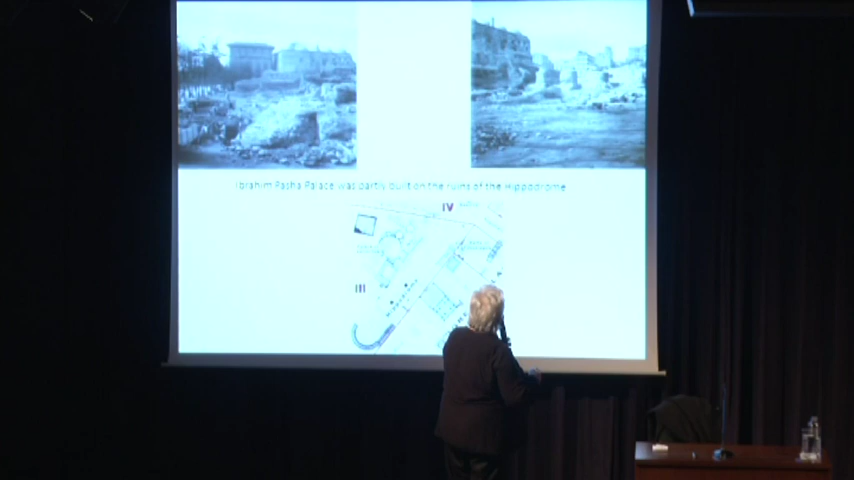 Ibrahim Pasha Palace was partly built on the ruins of the Hippodrome
IV
III